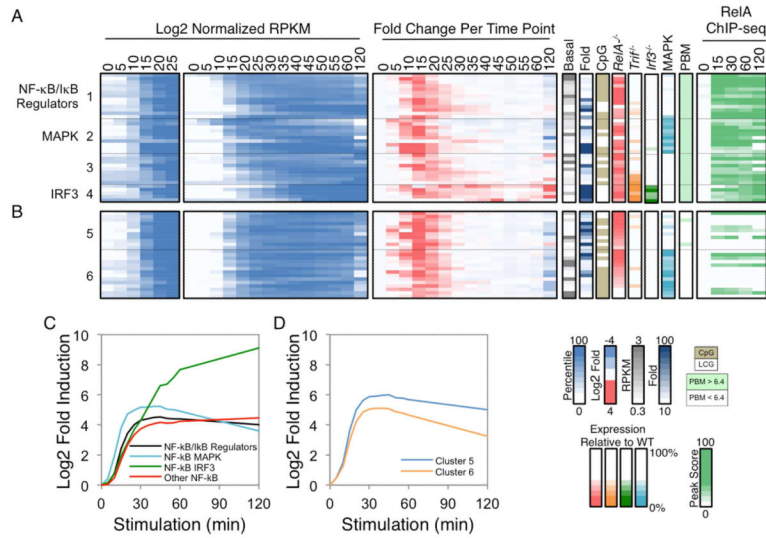 A
Log2 Normalized RPKM
Fold Change Per Time Point
RelA
ChIP-seq
0 5 10 15 20 25
0 5 10 15 20 25 30 35 40 45 50 55 60 120
0 5 10 15 20 25 30 35 40 45 50 55 60 120
Basal
Fold
CpG
RelA-/-
Trif-/-
Irf3-/-
MAPK
PBM
0 15 30 60 120
NF-κB/IκB
Regulators
1
MAPK 2
3
IRF3 4
B
5
6
C
Log2 Fold Induction
10
8
6
4
2
0
0 30 60 90 120
Stimulation (min)
NF-kB/IkB Regulators
NF-kB MAPK
NF-kB IRF3
Other NF-kB
D
Log2 Fold Induction
10
8
6
4
2
0
0 30 60 90 120
Stimulation (min)
Cluster 5
Cluster 6
100 -4 3 100
Percentile
Log2 Fold
RPKM
Fold
0 4 0.3 10
CpG
LCG
PBM > 6.4
PBM < 6.4
Expression
Relative to WT
100%
0%
100
Peak Score
0